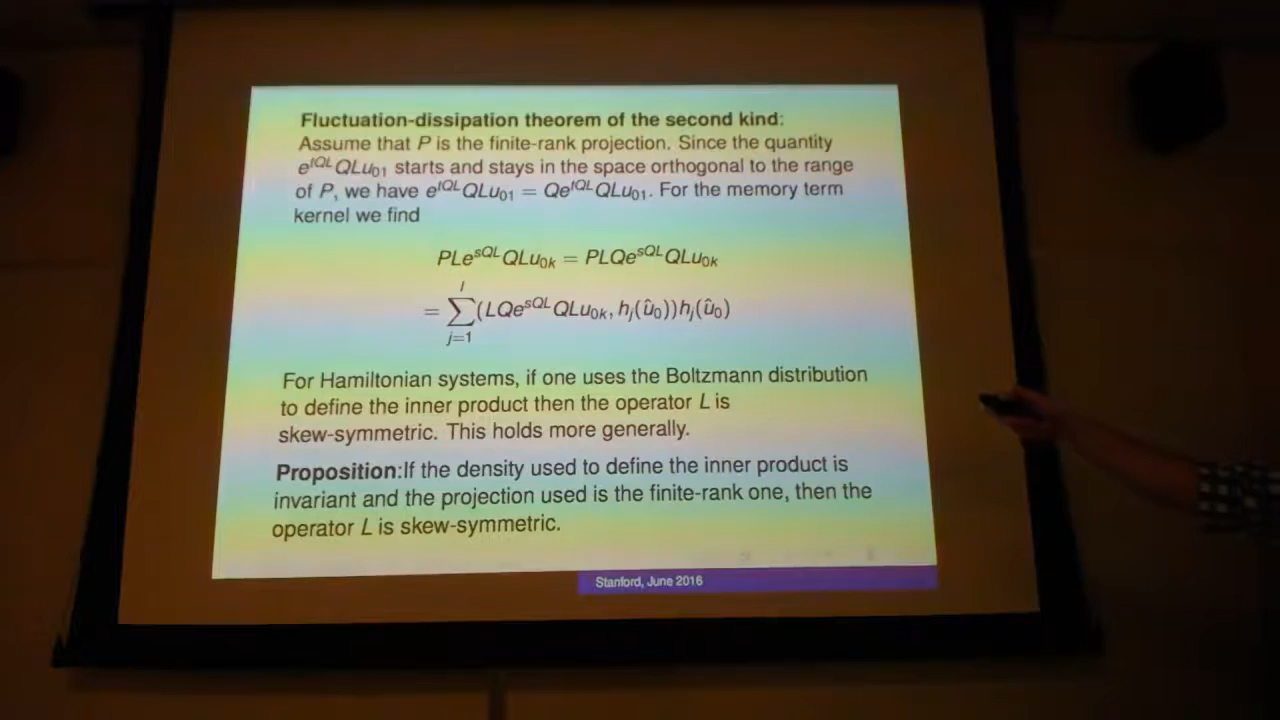 Fluctuation-dissipation theorem of the second kind:
Assume that P is the finite-rank projection. Since the quantity
e^{tQL}QLu_{01} starts and stays in the space orthogonal to the range
of P, we have e^{tQL}QLu_{01} = Qe^{tQL}QLu_{01}. For the memory term
kernel we find
PLe^{sQL}QLu_{0k} = PLQe^{sQL}QLu_{0k}
= \sum_{j=1}^{l}(LQe^{sQL}QLu_{0k}, h_j(û_0))h_j(û_0)
For Hamiltonian systems, if one uses the Boltzmann distribution
to define the inner product then the operator L is
skew-symmetric. This holds more generally.
Proposition:If the density used to define the inner product is
invariant and the projection used is the finite-rank one, then the
operator L is skew-symmetric.
Stanford, June 2016